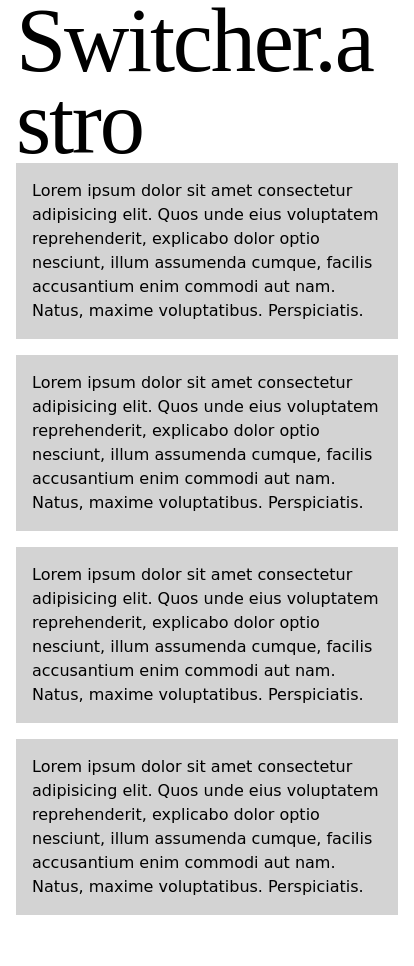 Switcher.a
stro
Lorem ipsum dolor sit amet consectetur
adipisicing elit. Quos unde eius voluptatem
reprehenderit, explicabo dolor optio
nesciunt, illum assumenda cumque, facilis
accusantium enim commodi aut nam.
Natus, maxime voluptatibus. Perspiciatis.
Lorem ipsum dolor sit amet consectetur
adipisicing elit. Quos unde eius voluptatem
reprehenderit, explicabo dolor optio
nesciunt, illum assumenda cumque, facilis
accusantium enim commodi aut nam.
Natus, maxime voluptatibus. Perspiciatis.
Lorem ipsum dolor sit amet consectetur
adipisicing elit. Quos unde eius voluptatem
reprehenderit, explicabo dolor optio
nesciunt, illum assumenda cumque, facilis
accusantium enim commodi aut nam.
Natus, maxime voluptatibus. Perspiciatis.
Lorem ipsum dolor sit amet consectetur
adipisicing elit. Quos unde eius voluptatem
reprehenderit, explicabo dolor optio
nesciunt, illum assumenda cumque, facilis
accusantium enim commodi aut nam.
Natus, maxime voluptatibus. Perspiciatis.